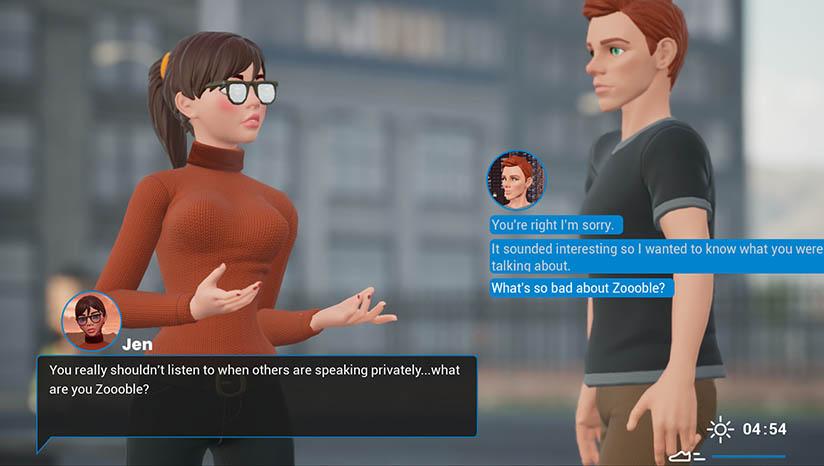 You're right I'm sorry.
It sounded interesting so I wanted to know what you were
talking about.
What's so bad about Zoooble?
Jen
You really shouldn't listen to when others are speaking privately...what
are you Zoooble?
04:54